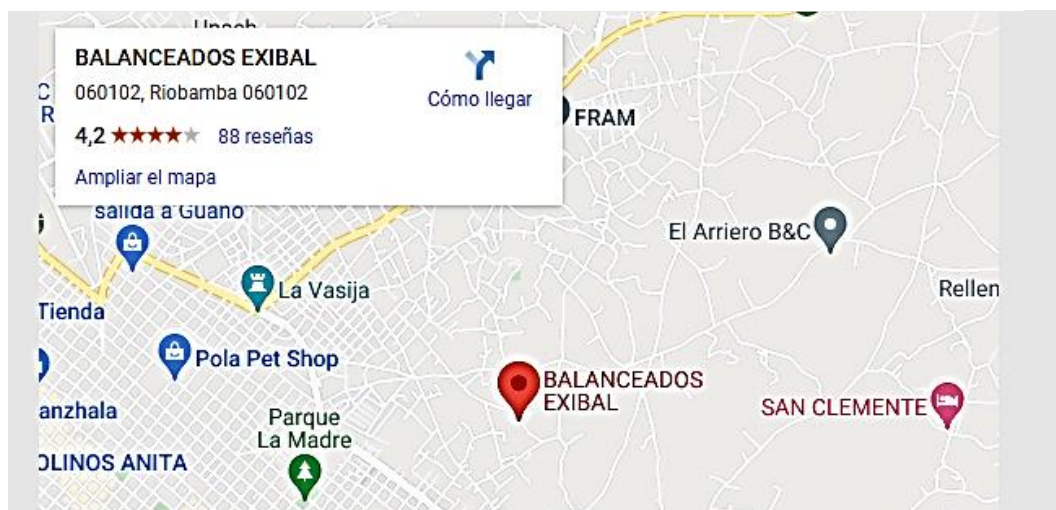 BALANCEADOS EXIBAL
060102, Riobamba 060102
Cómo llegar
4,2
88 reseñas
Ampliar el mapa
FRAM
salida a Guano
El Arriero B&C
La Vasija
Rellen
Tienda
Pola Pet Shop
BALANCEADOS
EXIBAL
anzhala
SAN CLEMENTE
Parque
La Madre
OLINOS ANITA